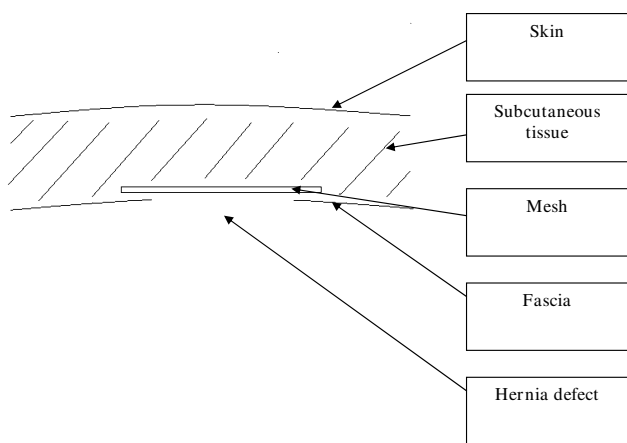 Skin
Subcutaneous
tissue
Mesh
Fascia
Hernia defect